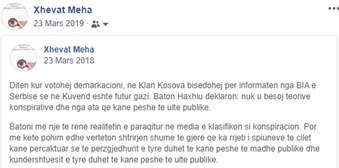 Xhevat Meha
23 Mars 2019
Xhevat Meha
23 Mars 2018
Diten kur votohej demarkacioni, ne Klan Kosova bisedohej per informaten nga BIA e
Serbise se ne Kuvend eshte futur gazi. Baton Haxhiu deklaron: nuk u besoj teorive
konspirative dhe nga ata qe kane peshe te ulte publike.
Batoni me nje te rene realitetin e paraqitur ne media e klasifikon si konspiracion. Por
me kete pohim edhe verteton shtrirjen shume te gjere qe ka rrjeti i spiuneve te cilet
kane percaktuar se te perzgjedhurit e tyre duhet te kane peshe te madhe publike dhe
kundershtuesit e tyre duhet te kane peshe te ulte publike.